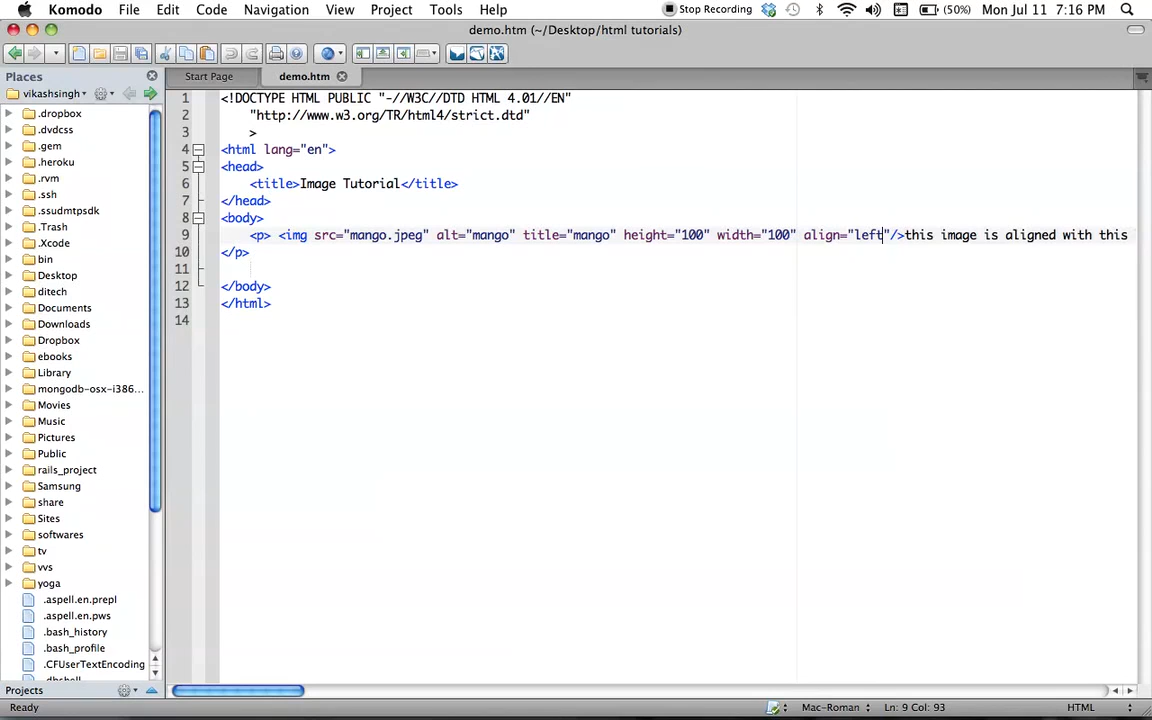 Komodo File Edit Code Navigation View Project Tools Help Stop Recording (50%) Mon Jul 11 7:16 PM
demo.htm (~/Desktop/html tutorials)
Places
Start Page demo.htm
vikashsingh
.dropbox
.dvdcss
.gem
.heroku
.rvm
.ssh
.ssudmtpsdk
.Trash
.Xcode
bin
Desktop
ditech
Documents
Downloads
Dropbox
ebooks
Library
mongodb-osx-i386...
Movies
Music
Pictures
Public
rails_project
Samsung
share
Sites
softwares
tv
vvs
yoga
.aspell.en.prepl
.aspell.en.pws
.bash_history
.bash_profile
.CFUserTextEncoding
1 <!DOCTYPE HTML PUBLIC "-//W3C//DTD HTML 4.01//EN"
2 "http://www.w3.org/TR/html4/strict.dtd"
3 >
4 <html lang="en">
5 <head>
6 <title>Image Tutorial</title>
7 </head>
8 <body>
9 <p> <img src="mango.jpeg" alt="mango" title="mango" height="100" width="100" align="left"/>this image is aligned with this
10 </p>
11
12 </body>
13 </html>
14
Projects
Ready Mac-Roman Ln: 9 Col: 93 HTML